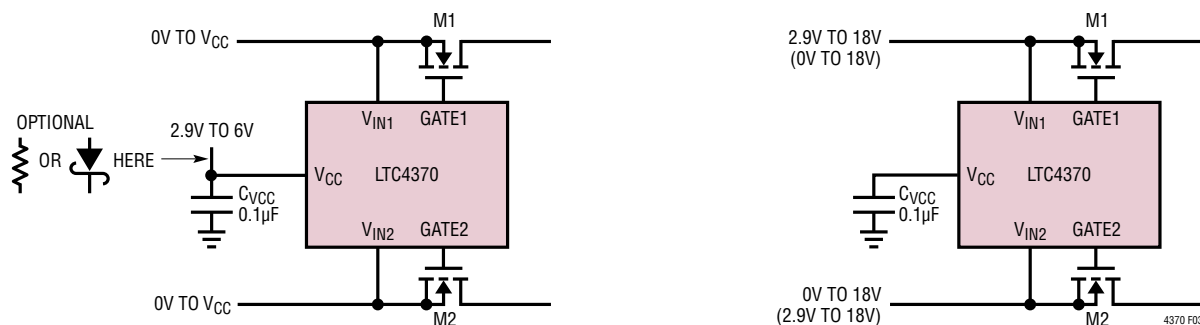 M1
0V TO VCC
VIN1 GATE1
OPTIONAL
OR HERE
2.9V TO 6V
VCC LTC4370
CVCC
0.1µF
VIN2 GATE2
0V TO VCC
M2
M1
2.9V TO 18V
(0V TO 18V)
VIN1 GATE1
VCC LTC4370
CVCC
0.1µF
VIN2 GATE2
0V TO 18V
(2.9V TO 18V)
M2
4370 F03